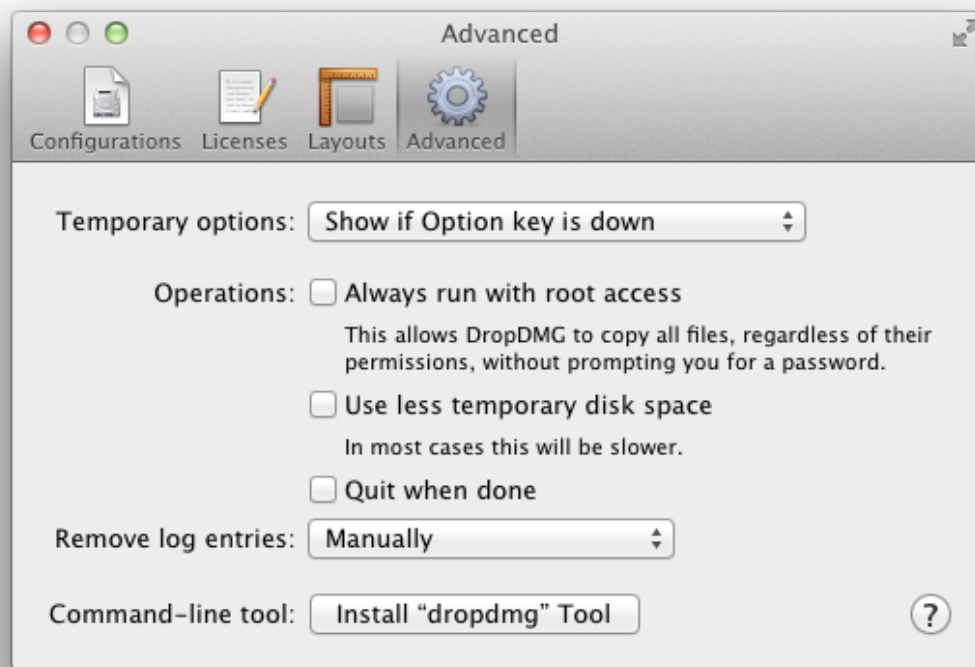 Advanced
Configurations Licenses Layouts Advanced
Temporary options: Show if Option key is down
Operations: Always run with root access
This allows DropDMG to copy all files, regardless of their
permissions, without prompting you for a password.
Use less temporary disk space
In most cases this will be slower.
Quit when done
Remove log entries: Manually
Command-line tool: Install “dropdmg” Tool ?